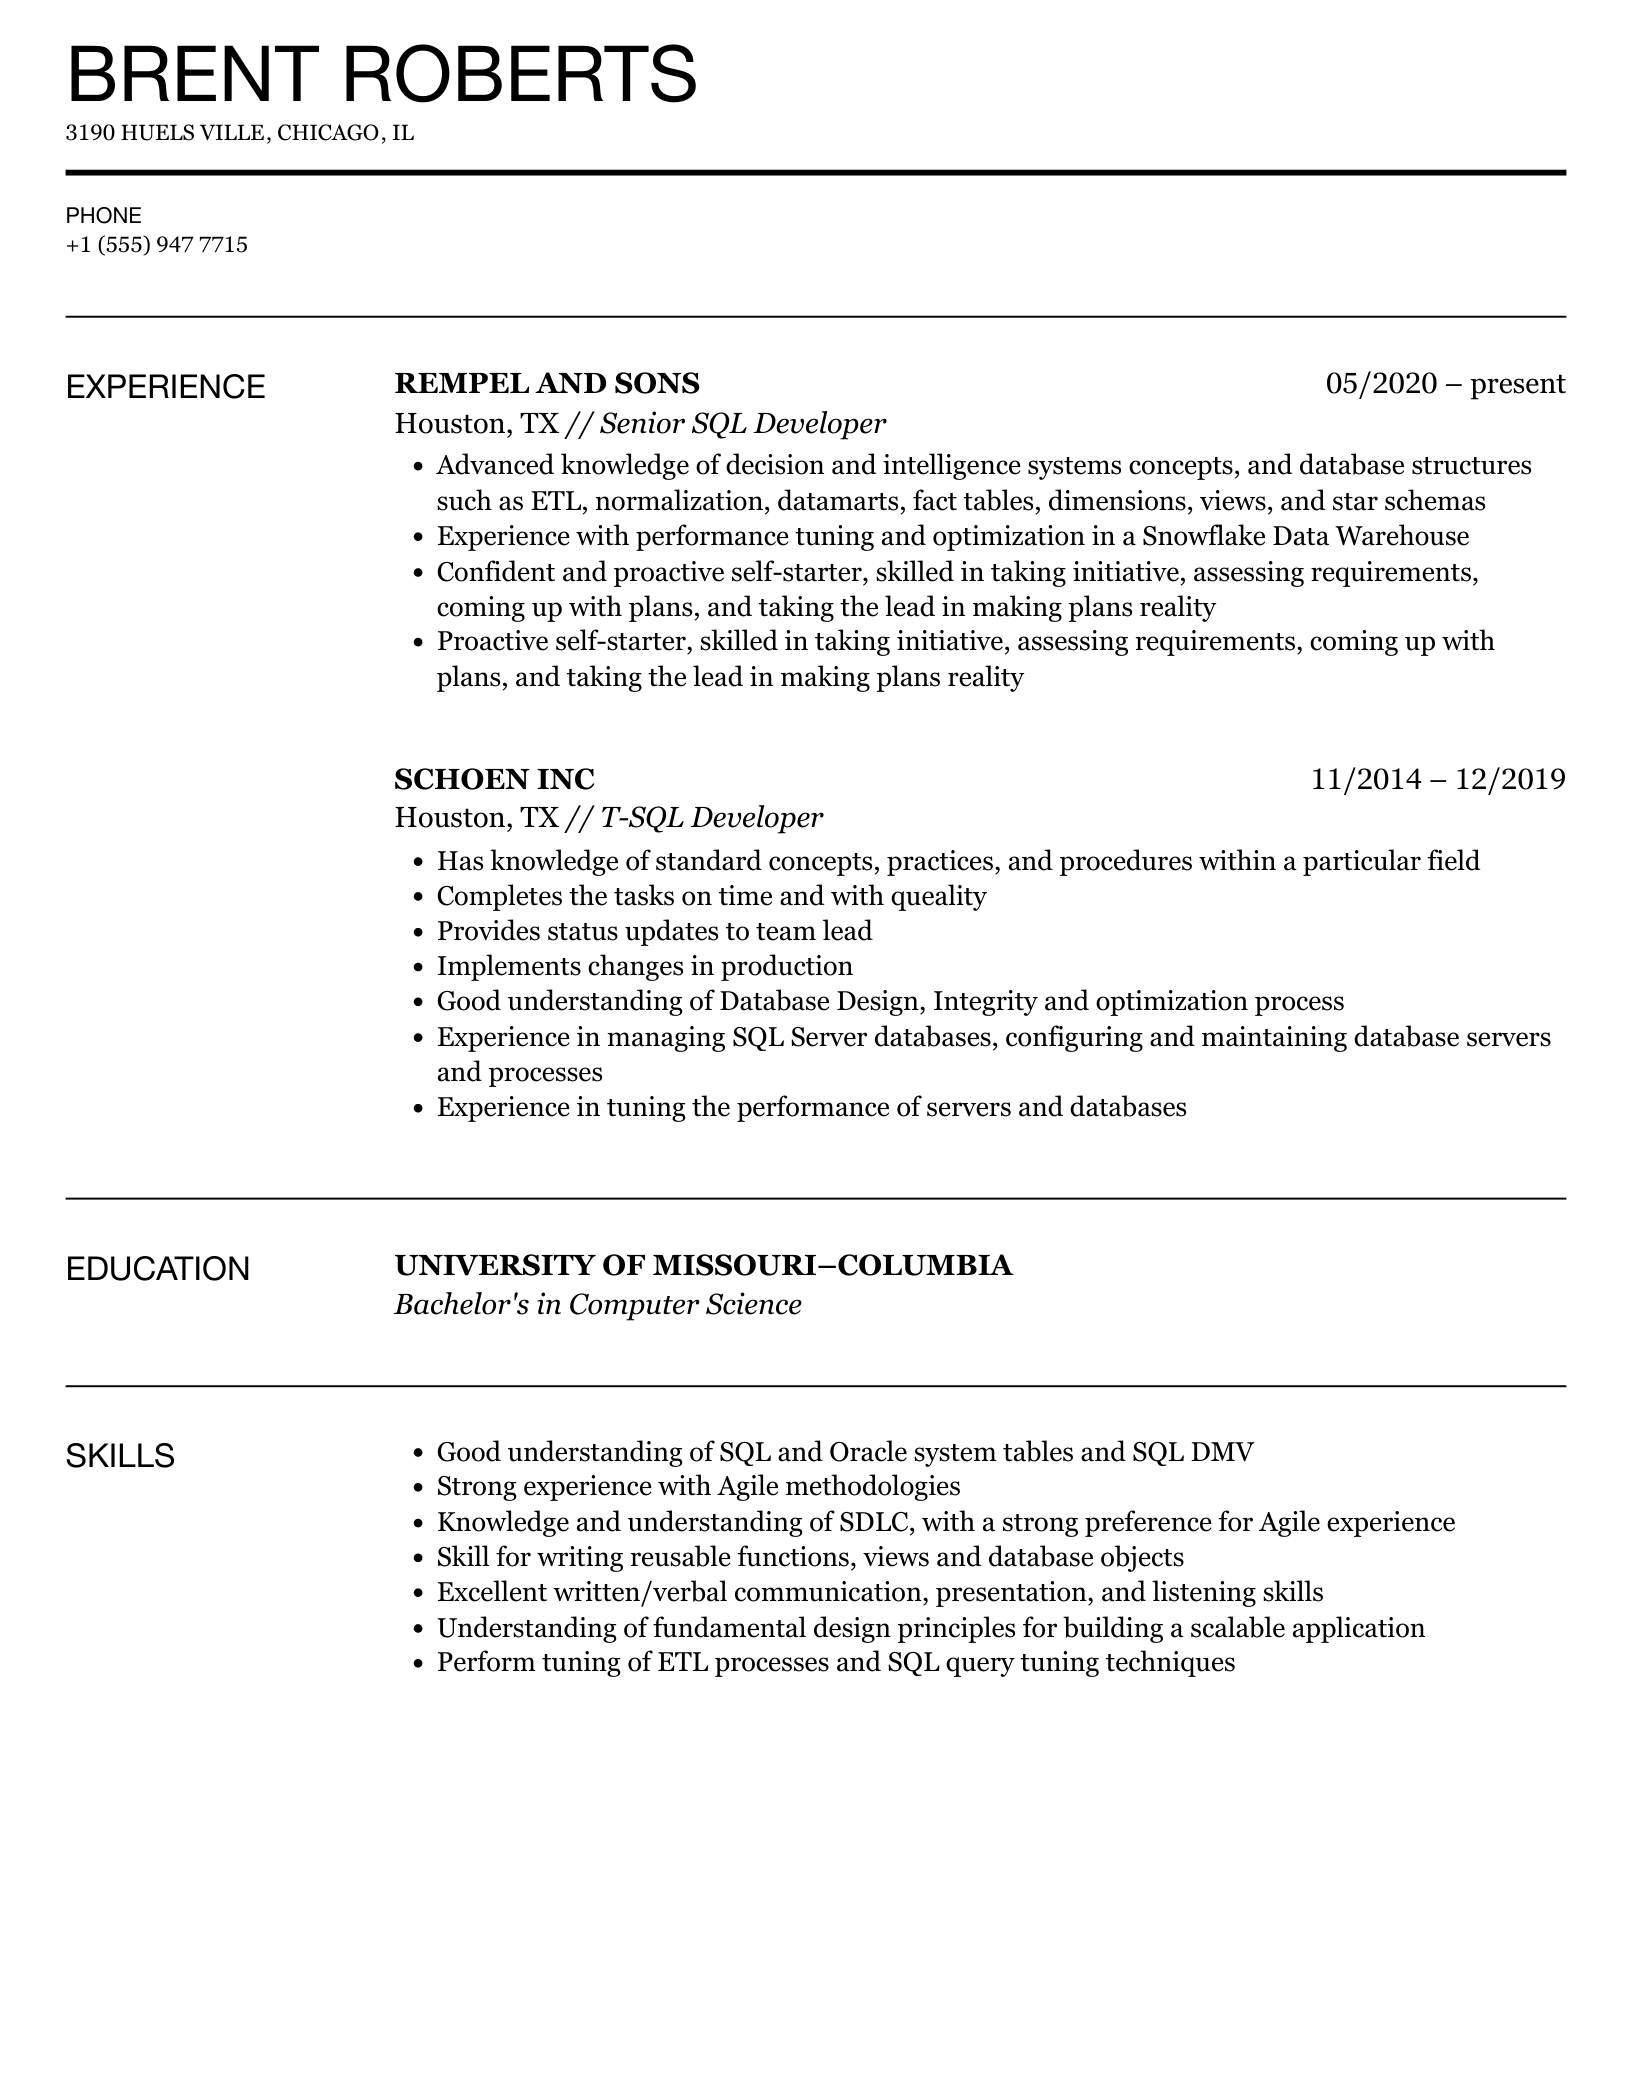 BRENT ROBERTS
3190 HUELS VILLE, CHICAGO, IL
PHONE
+1 (555) 947 7715
EXPERIENCE
REMPEL AND SONS 05/2020 – present
Houston, TX // Senior SQL Developer
• Advanced knowledge of decision and intelligence systems concepts, and database structures
such as ETL, normalization, datamarts, fact tables, dimensions, views, and star schemas
• Experience with performance tuning and optimization in a Snowflake Data Warehouse
• Confident and proactive self-starter, skilled in taking initiative, assessing requirements,
coming up with plans, and taking the lead in making plans reality
• Proactive self-starter, skilled in taking initiative, assessing requirements, coming up with
plans, and taking the lead in making plans reality
SCHOEN INC 11/2014 – 12/2019
Houston, TX // T-SQL Developer
• Has knowledge of standard concepts, practices, and procedures within a particular field
• Completes the tasks on time and with queality
• Provides status updates to team lead
• Implements changes in production
• Good understanding of Database Design, Integrity and optimization process
• Experience in managing SQL Server databases, configuring and maintaining database servers
and processes
• Experience in tuning the performance of servers and databases
EDUCATION
UNIVERSITY OF MISSOURI–COLUMBIA
Bachelor's in Computer Science
SKILLS
• Good understanding of SQL and Oracle system tables and SQL DMV
• Strong experience with Agile methodologies
• Knowledge and understanding of SDLC, with a strong preference for Agile experience
• Skill for writing reusable functions, views and database objects
• Excellent written/verbal communication, presentation, and listening skills
• Understanding of fundamental design principles for building a scalable application
• Perform tuning of ETL processes and SQL query tuning techniques